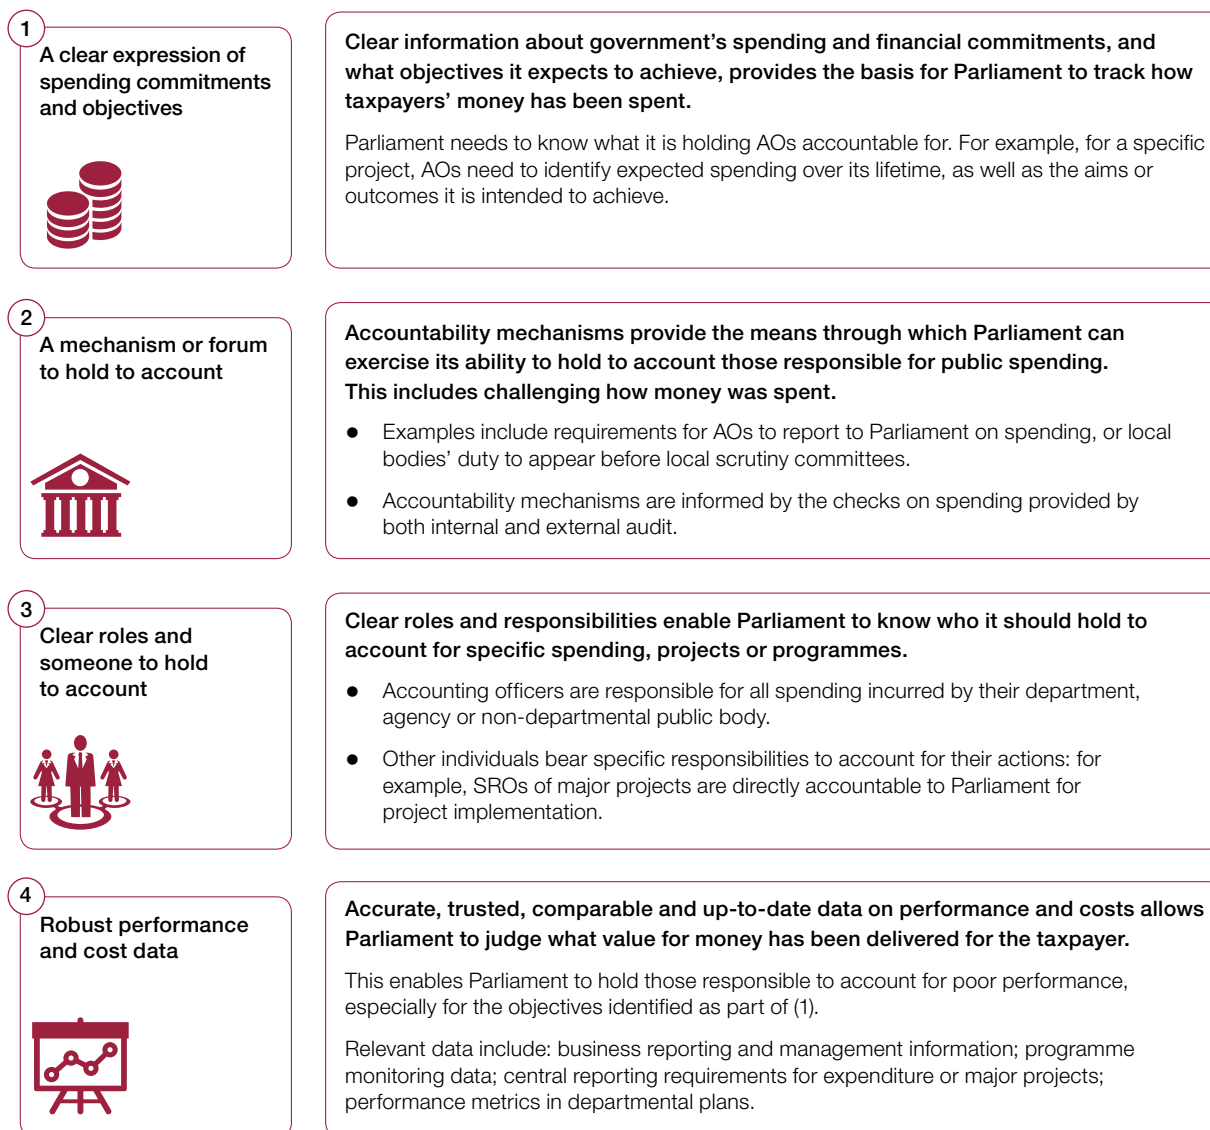 1
A clear expression of
spending commitments
and objectives
Clear information about government’s spending and financial commitments, and
what objectives it expects to achieve, provides the basis for Parliament to track how
taxpayers’ money has been spent.
Parliament needs to know what it is holding AOs accountable for. For example, for a specific
project, AOs need to identify expected spending over its lifetime, as well as the aims or
outcomes it is intended to achieve.
2
A mechanism or forum
to hold to account
Accountability mechanisms provide the means through which Parliament can
exercise its ability to hold to account those responsible for public spending.
This includes challenging how money was spent.
● Examples include requirements for AOs to report to Parliament on spending, or local
bodies’ duty to appear before local scrutiny committees.
● Accountability mechanisms are informed by the checks on spending provided by
both internal and external audit.
3
Clear roles and
someone to hold
to account
Clear roles and responsibilities enable Parliament to know who it should hold to
account for specific spending, projects or programmes.
● Accounting officers are responsible for all spending incurred by their department,
agency or non-departmental public body.
● Other individuals bear specific responsibilities to account for their actions: for
example, SROs of major projects are directly accountable to Parliament for
project implementation.
4
Robust performance
and cost data
Accurate, trusted, comparable and up-to-date data on performance and costs allows
Parliament to judge what value for money has been delivered for the taxpayer.
This enables Parliament to hold those responsible to account for poor performance,
especially for the objectives identified as part of (1).
Relevant data include: business reporting and management information; programme
monitoring data; central reporting requirements for expenditure or major projects;
performance metrics in departmental plans.